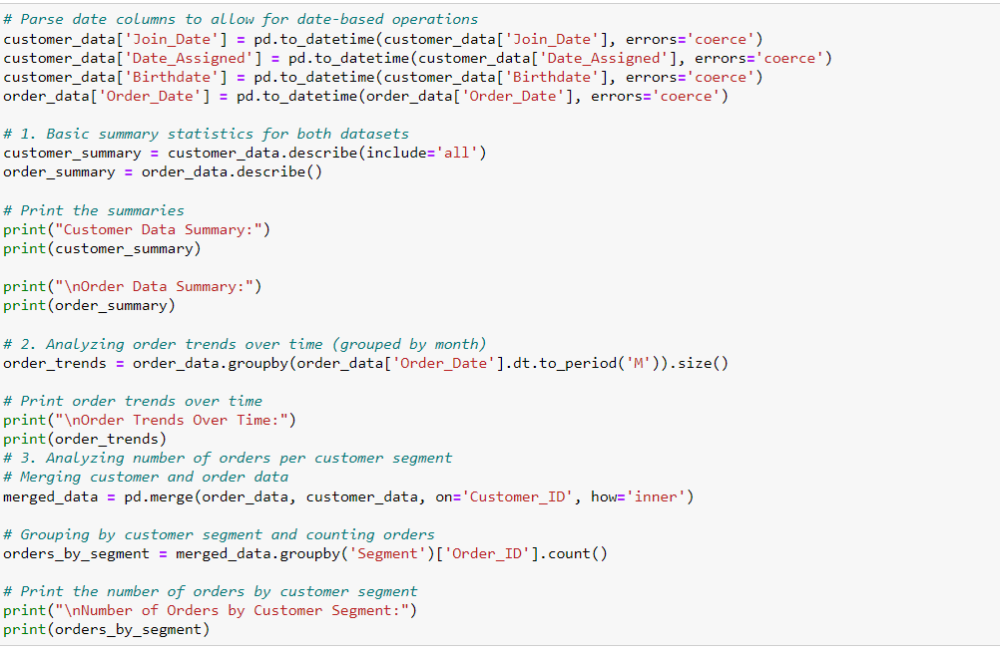 # Parse date columns to allow for date-based operations
customer_data['Join_Date'] = pd.to_datetime(customer_data['Join_Date'], errors='coerce')
customer_data['Date_Assigned'] = pd.to_datetime(customer_data['Date_Assigned'], errors='coerce')
customer_data['Birthdate'] = pd.to_datetime(customer_data['Birthdate'], errors='coerce')
order_data['Order_Date'] = pd.to_datetime(order_data['Order_Date'], errors='coerce')

# 1. Basic summary statistics for both datasets
customer_summary = customer_data.describe(include='all')
order_summary = order_data.describe()

# Print the summaries
print("Customer Data Summary:")
print(customer_summary)

print("\nOrder Data Summary:")
print(order_summary)

# 2. Analyzing order trends over time (grouped by month)
order_trends = order_data.groupby(order_data['Order_Date'].dt.to_period('M')).size()

# Print order trends over time
print("\nOrder Trends Over Time:")
print(order_trends)
# 3. Analyzing number of orders per customer segment
# Merging customer and order data
merged_data = pd.merge(order_data, customer_data, on='Customer_ID', how='inner')

# Grouping by customer segment and counting orders
orders_by_segment = merged_data.groupby('Segment')['Order_ID'].count()

# Print the number of orders by customer segment
print("\nNumber of Orders by Customer Segment:")
print(orders_by_segment)